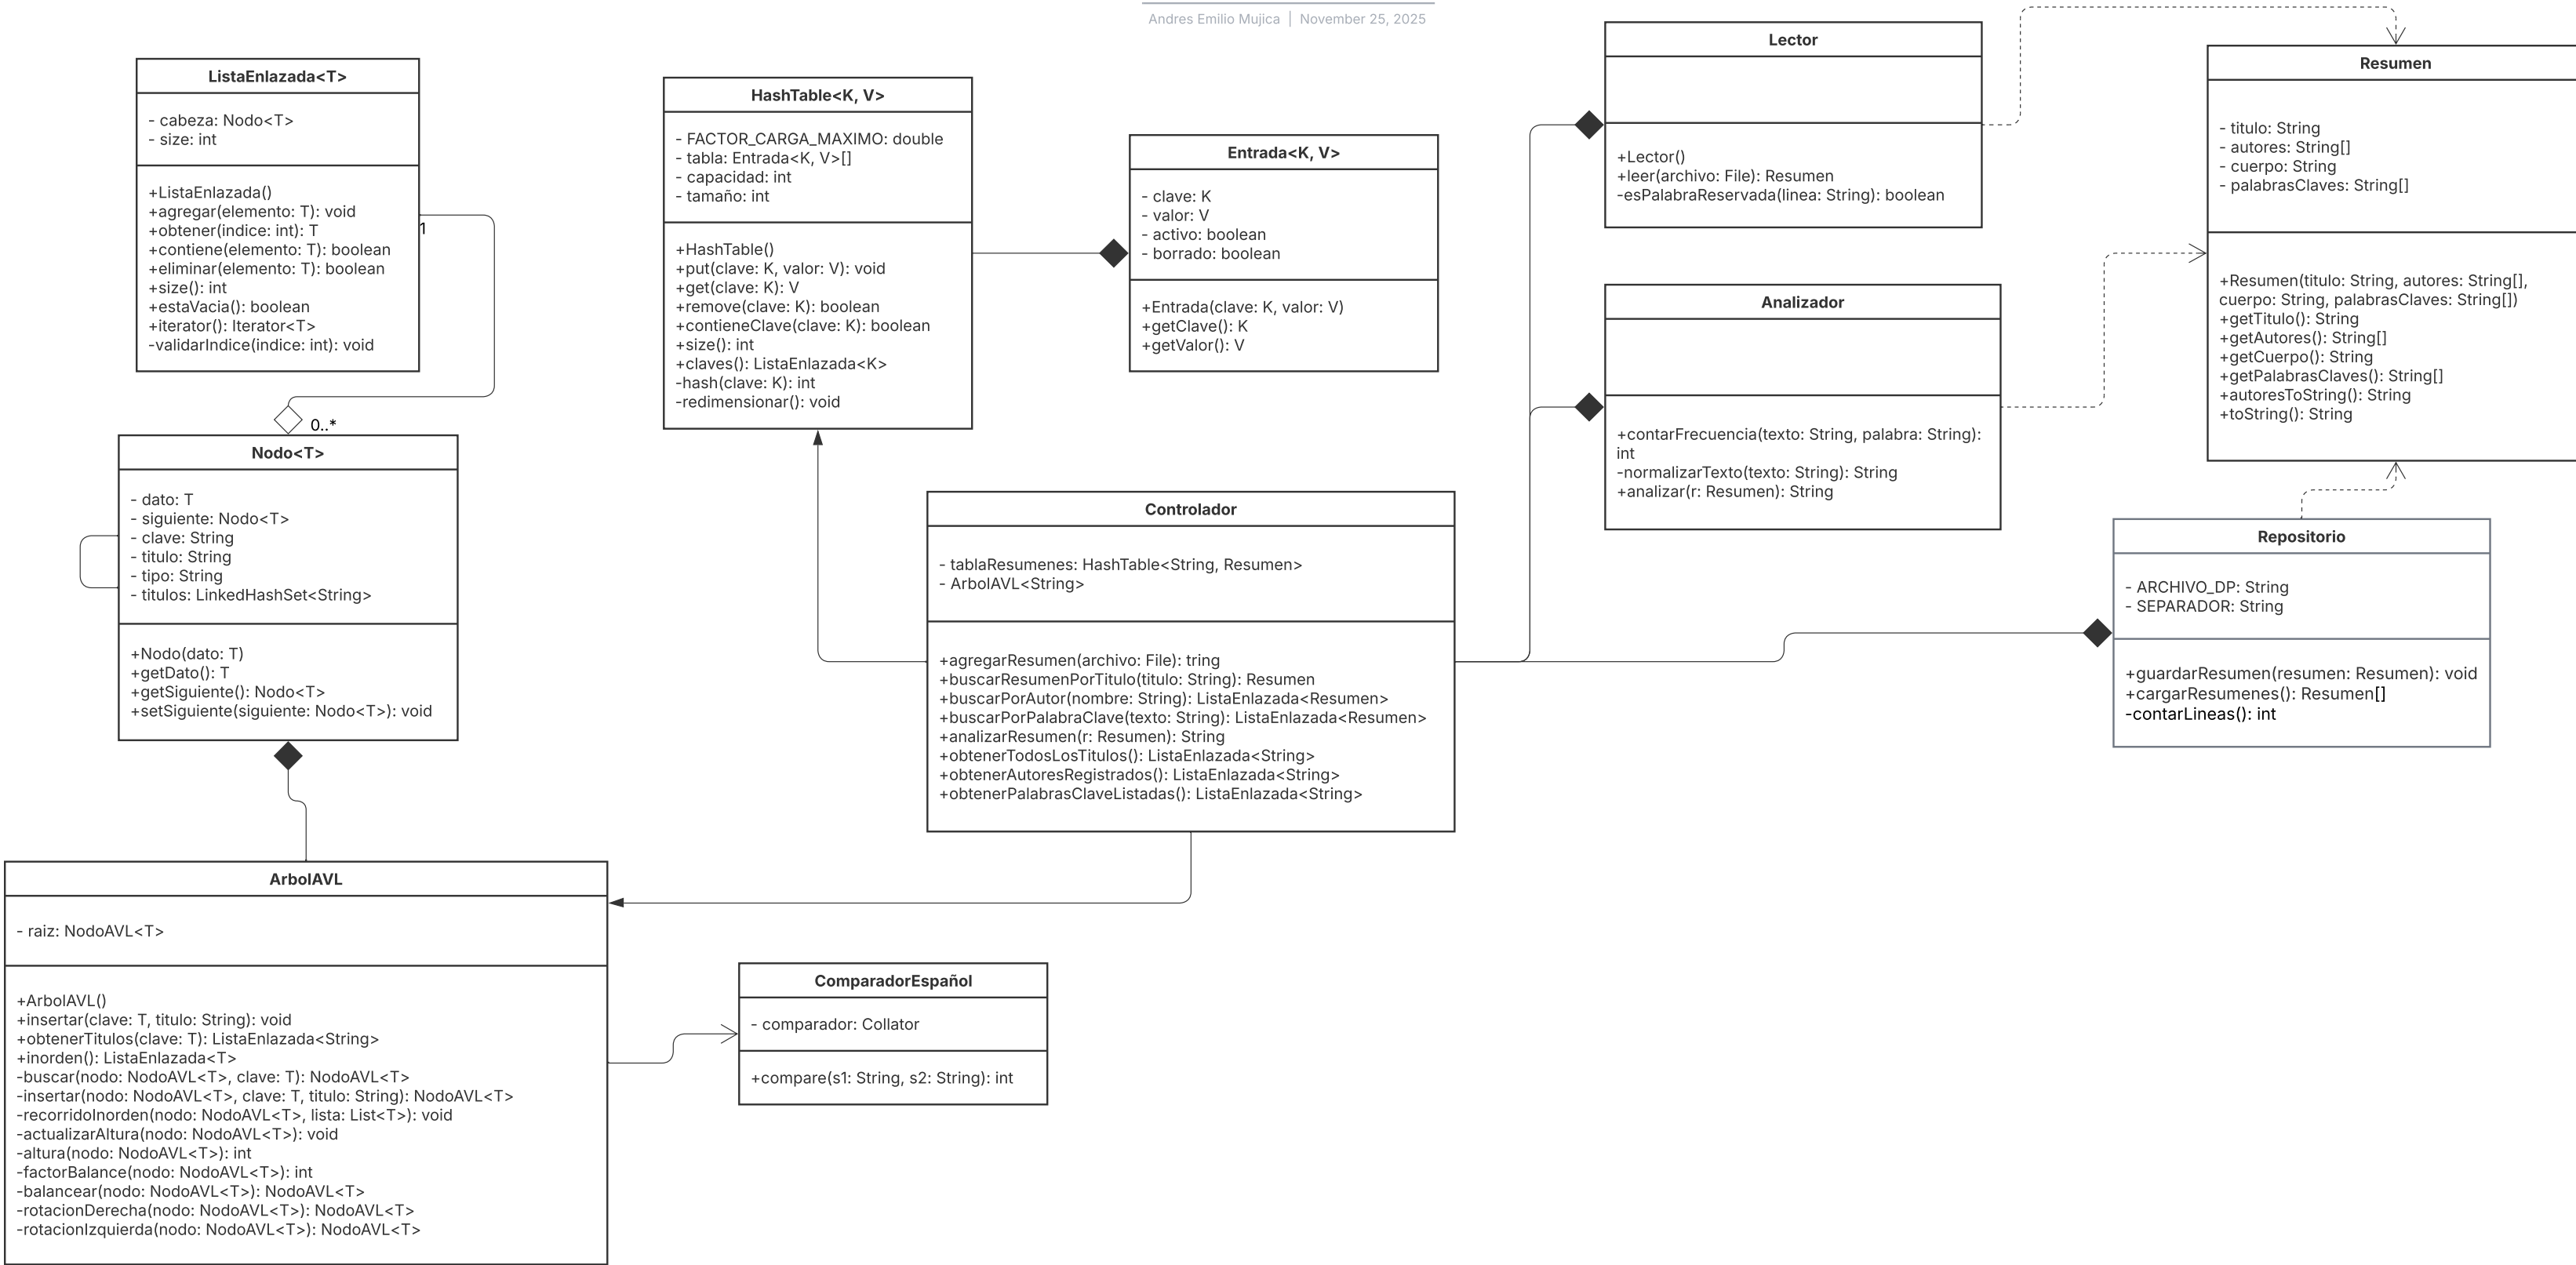 Andres Emilio Mujica | November 25, 2025
ListaEnlazada<T>
- cabeza: Nodo<T>
- size: int
+ListaEnlazada()
+agregar(elemento: T): void
+obtener(indice: int): T
+contiene(elemento: T): boolean
+eliminar(elemento: T): boolean
+size(): int
+estaVacia(): boolean
+iterator(): Iterator<T>
-validarIndice(indice: int): void
1
0..*
Nodo<T>
- dato: T
- siguiente: Nodo<T>
- clave: String
- titulo: String
- tipo: String
- titulos: LinkedHashSet<String>
+Nodo(dato: T)
+getDato(): T
+getSiguiente(): Nodo<T>
+setSiguiente(siguiente: Nodo<T>): void
ArbolAVL
- raiz: NodoAVL<T>
+ArbolAVL()
+insertar(clave: T, titulo: String): void
+obtenerTitulos(clave: T): ListaEnlazada<String>
+inorden(): ListaEnlazada<T>
-buscar(nodo: NodoAVL<T>, clave: T): NodoAVL<T>
-insertar(nodo: NodoAVL<T>, clave: T, titulo: String): NodoAVL<T>
-recorridoInorden(nodo: NodoAVL<T>, lista: List<T>): void
-actualizarAltura(nodo: NodoAVL<T>): void
-altura(nodo: NodoAVL<T>): int
-factorBalance(nodo: NodoAVL<T>): int
-balancear(nodo: NodoAVL<T>): NodoAVL<T>
-rotacionDerecha(nodo: NodoAVL<T>): NodoAVL<T>
-rotacionIzquierda(nodo: NodoAVL<T>): NodoAVL<T>
HashTable<K, V>
- FACTOR_CARGA_MAXIMO: double
- tabla: Entrada<K, V>[]
- capacidad: int
- tamaño: int
+HashTable()
+put(clave: K, valor: V): void
+get(clave: K): V
+remove(clave: K): boolean
+contieneClave(clave: K): boolean
+size(): int
+claves(): ListaEnlazada<K>
-hash(clave: K): int
-redimensionar(): void
Entrada<K, V>
- clave: K
- valor: V
- activo: boolean
- borrado: boolean
+Entrada(clave: K, valor: V)
+getClave(): K
+getValor(): V
Controlador
- tablaResumenes: HashTable<String, Resumen>
- ArbolAVL<String>
+agregarResumen(archivo: File): tring
+buscarResumenPorTitulo(titulo: String): Resumen
+buscarPorAutor(nombre: String): ListaEnlazada<Resumen>
+buscarPorPalabraClave(texto: String): ListaEnlazada<Resumen>
+analizarResumen(r: Resumen): String
+obtenerTodosLosTitulos(): ListaEnlazada<String>
+obtenerAutoresRegistrados(): ListaEnlazada<String>
+obtenerPalabrasClaveListadas(): ListaEnlazada<String>
ComparadorEspañol
- comparador: Collator
+compare(s1: String, s2: String): int
Lector
+Lector()
+leer(archivo: File): Resumen
-esPalabraReservada(linea: String): boolean
Analizador
+contarFrecuencia(texto: String, palabra: String):
int
-normalizarTexto(texto: String): String
+analizar(r: Resumen): String
Resumen
- titulo: String
- autores: String[]
- cuerpo: String
- palabrasClaves: String[]
+Resumen(titulo: String, autores: String[],
cuerpo: String, palabrasClaves: String[])
+getTitulo(): String
+getAutores(): String[]
+getCuerpo(): String
+getPalabrasClaves(): String[]
+autoresToString(): String
+toString(): String
Repositorio
- ARCHIVO_DP: String
- SEPARADOR: String
+guardarResumen(resumen: Resumen): void
+cargarResumenes(): Resumen[]
-contarLineas(): int